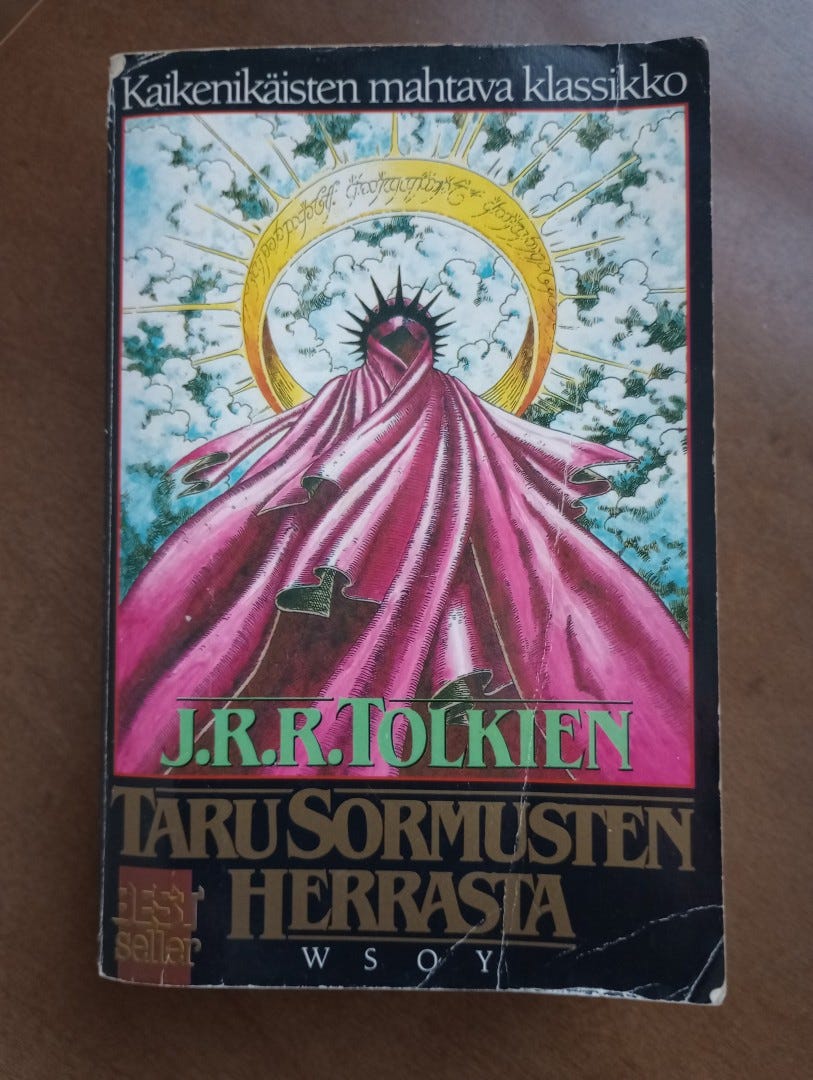 Kaikenikäisten mahtava klassikko
J.R.R. TOLKIEN
TARU SORMUSTEN
HERRASTA
BEST
seller
WSOY